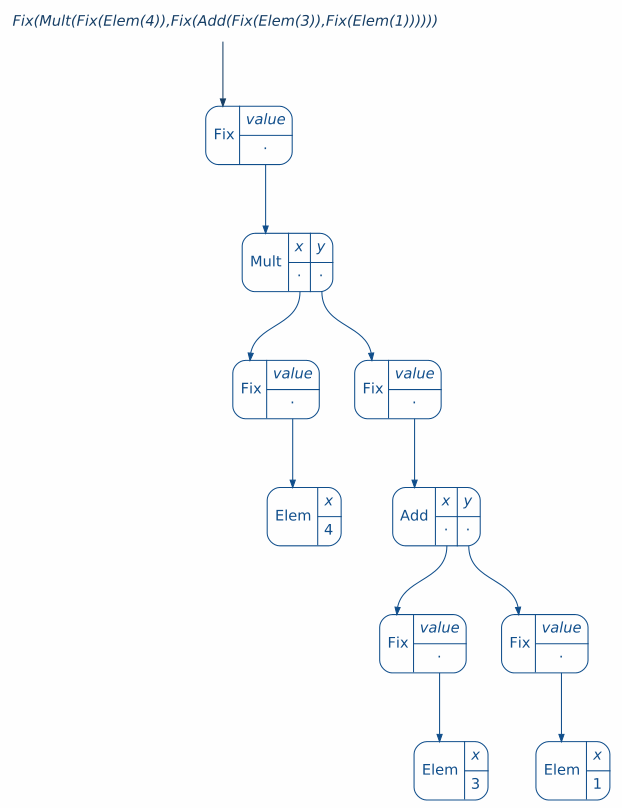 Fix(Mult(Fix(Elem(4)),Fix(Add(Fix(Elem(3)),Fix(Elem(1))))))
Fix value
.
Mult x y
. .
Fix value
.
Fix value
.
Elem x
4
Add x y
. .
Fix value
.
Fix value
.
Elem x
3
Elem x
1